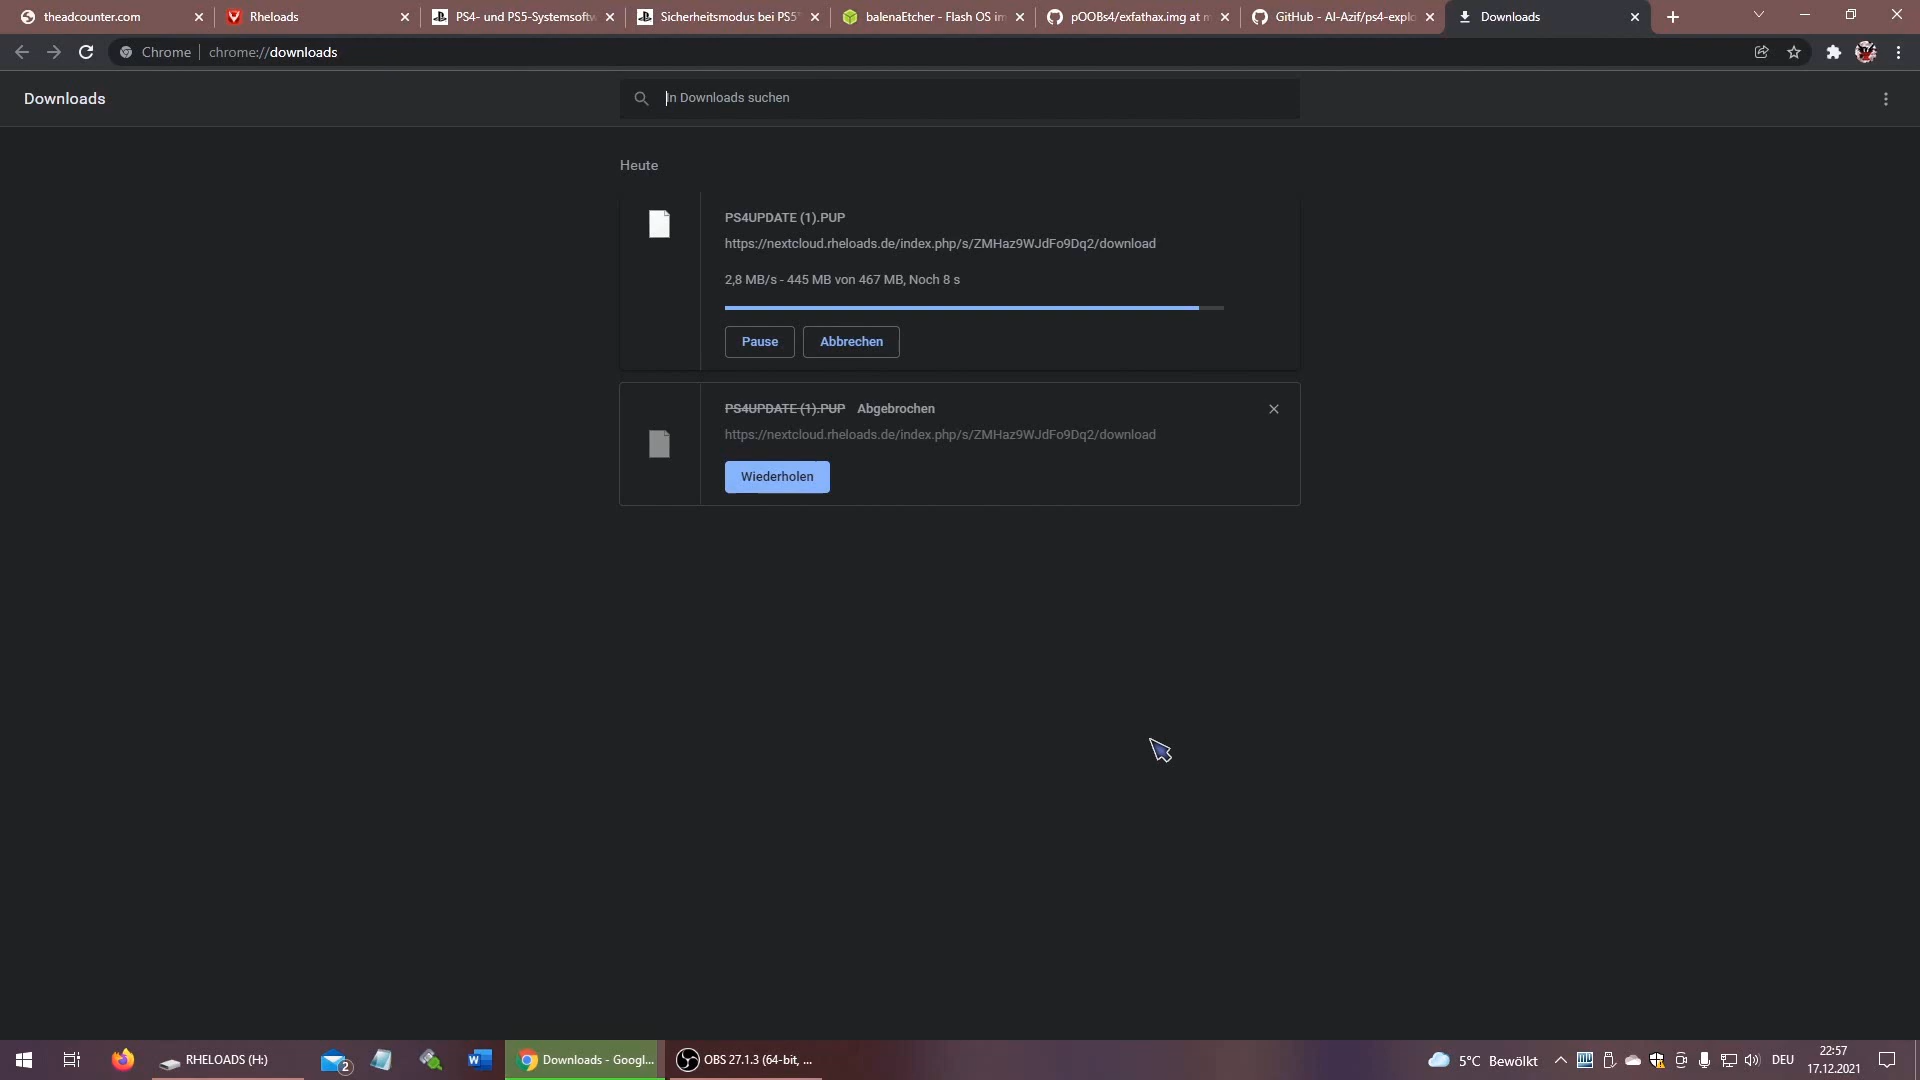 theadcounter.com
Rheloads
PS4- und PS5-Systemsoftw
Sicherheitsmodus bei PS5
balenaEtcher - Flash OS im
pOOBs4/exfathax.img at m
GitHub - Al-Azif/ps4-explo
Downloads
Chrome
chrome://downloads
Downloads
In Downloads suchen
Heute
PS4UPDATE (1).PUP
https://nextcloud.rheloads.de/index.php/s/ZMHaz9WJdFo9Dq2/download
2,8 MB/s - 445 MB von 467 MB, Noch 8 s
Pause
Abbrechen
PS4UPDATE (1).PUP Abgebrochen
https://nextcloud.rheloads.de/index.php/s/ZMHaz9WJdFo9Dq2/download
Wiederholen
RHELOADS (H:)
2
Downloads - Googl...
OBS 27.1.3 (64-bit, ...
5°C Bewölkt
DEU
22:57
17.12.2021